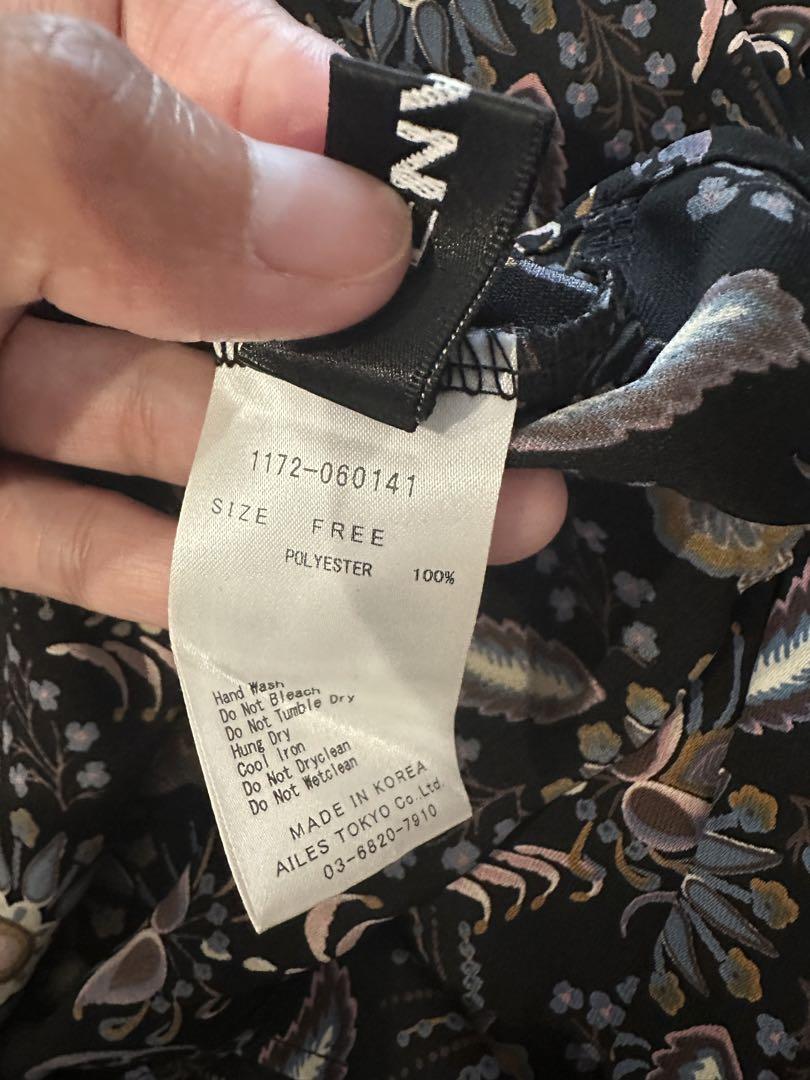 1172-060141
SIZE FREE
POLYESTER 100%
Hand Wash
Do Not Bleach
Do Not Tumble Dry
Hung Dry
Cool Iron
Do Not Dryclean
Do Not Wetclean
MADE IN KOREA
AILES TOKYO Co.Ltd.
03-6820-7910